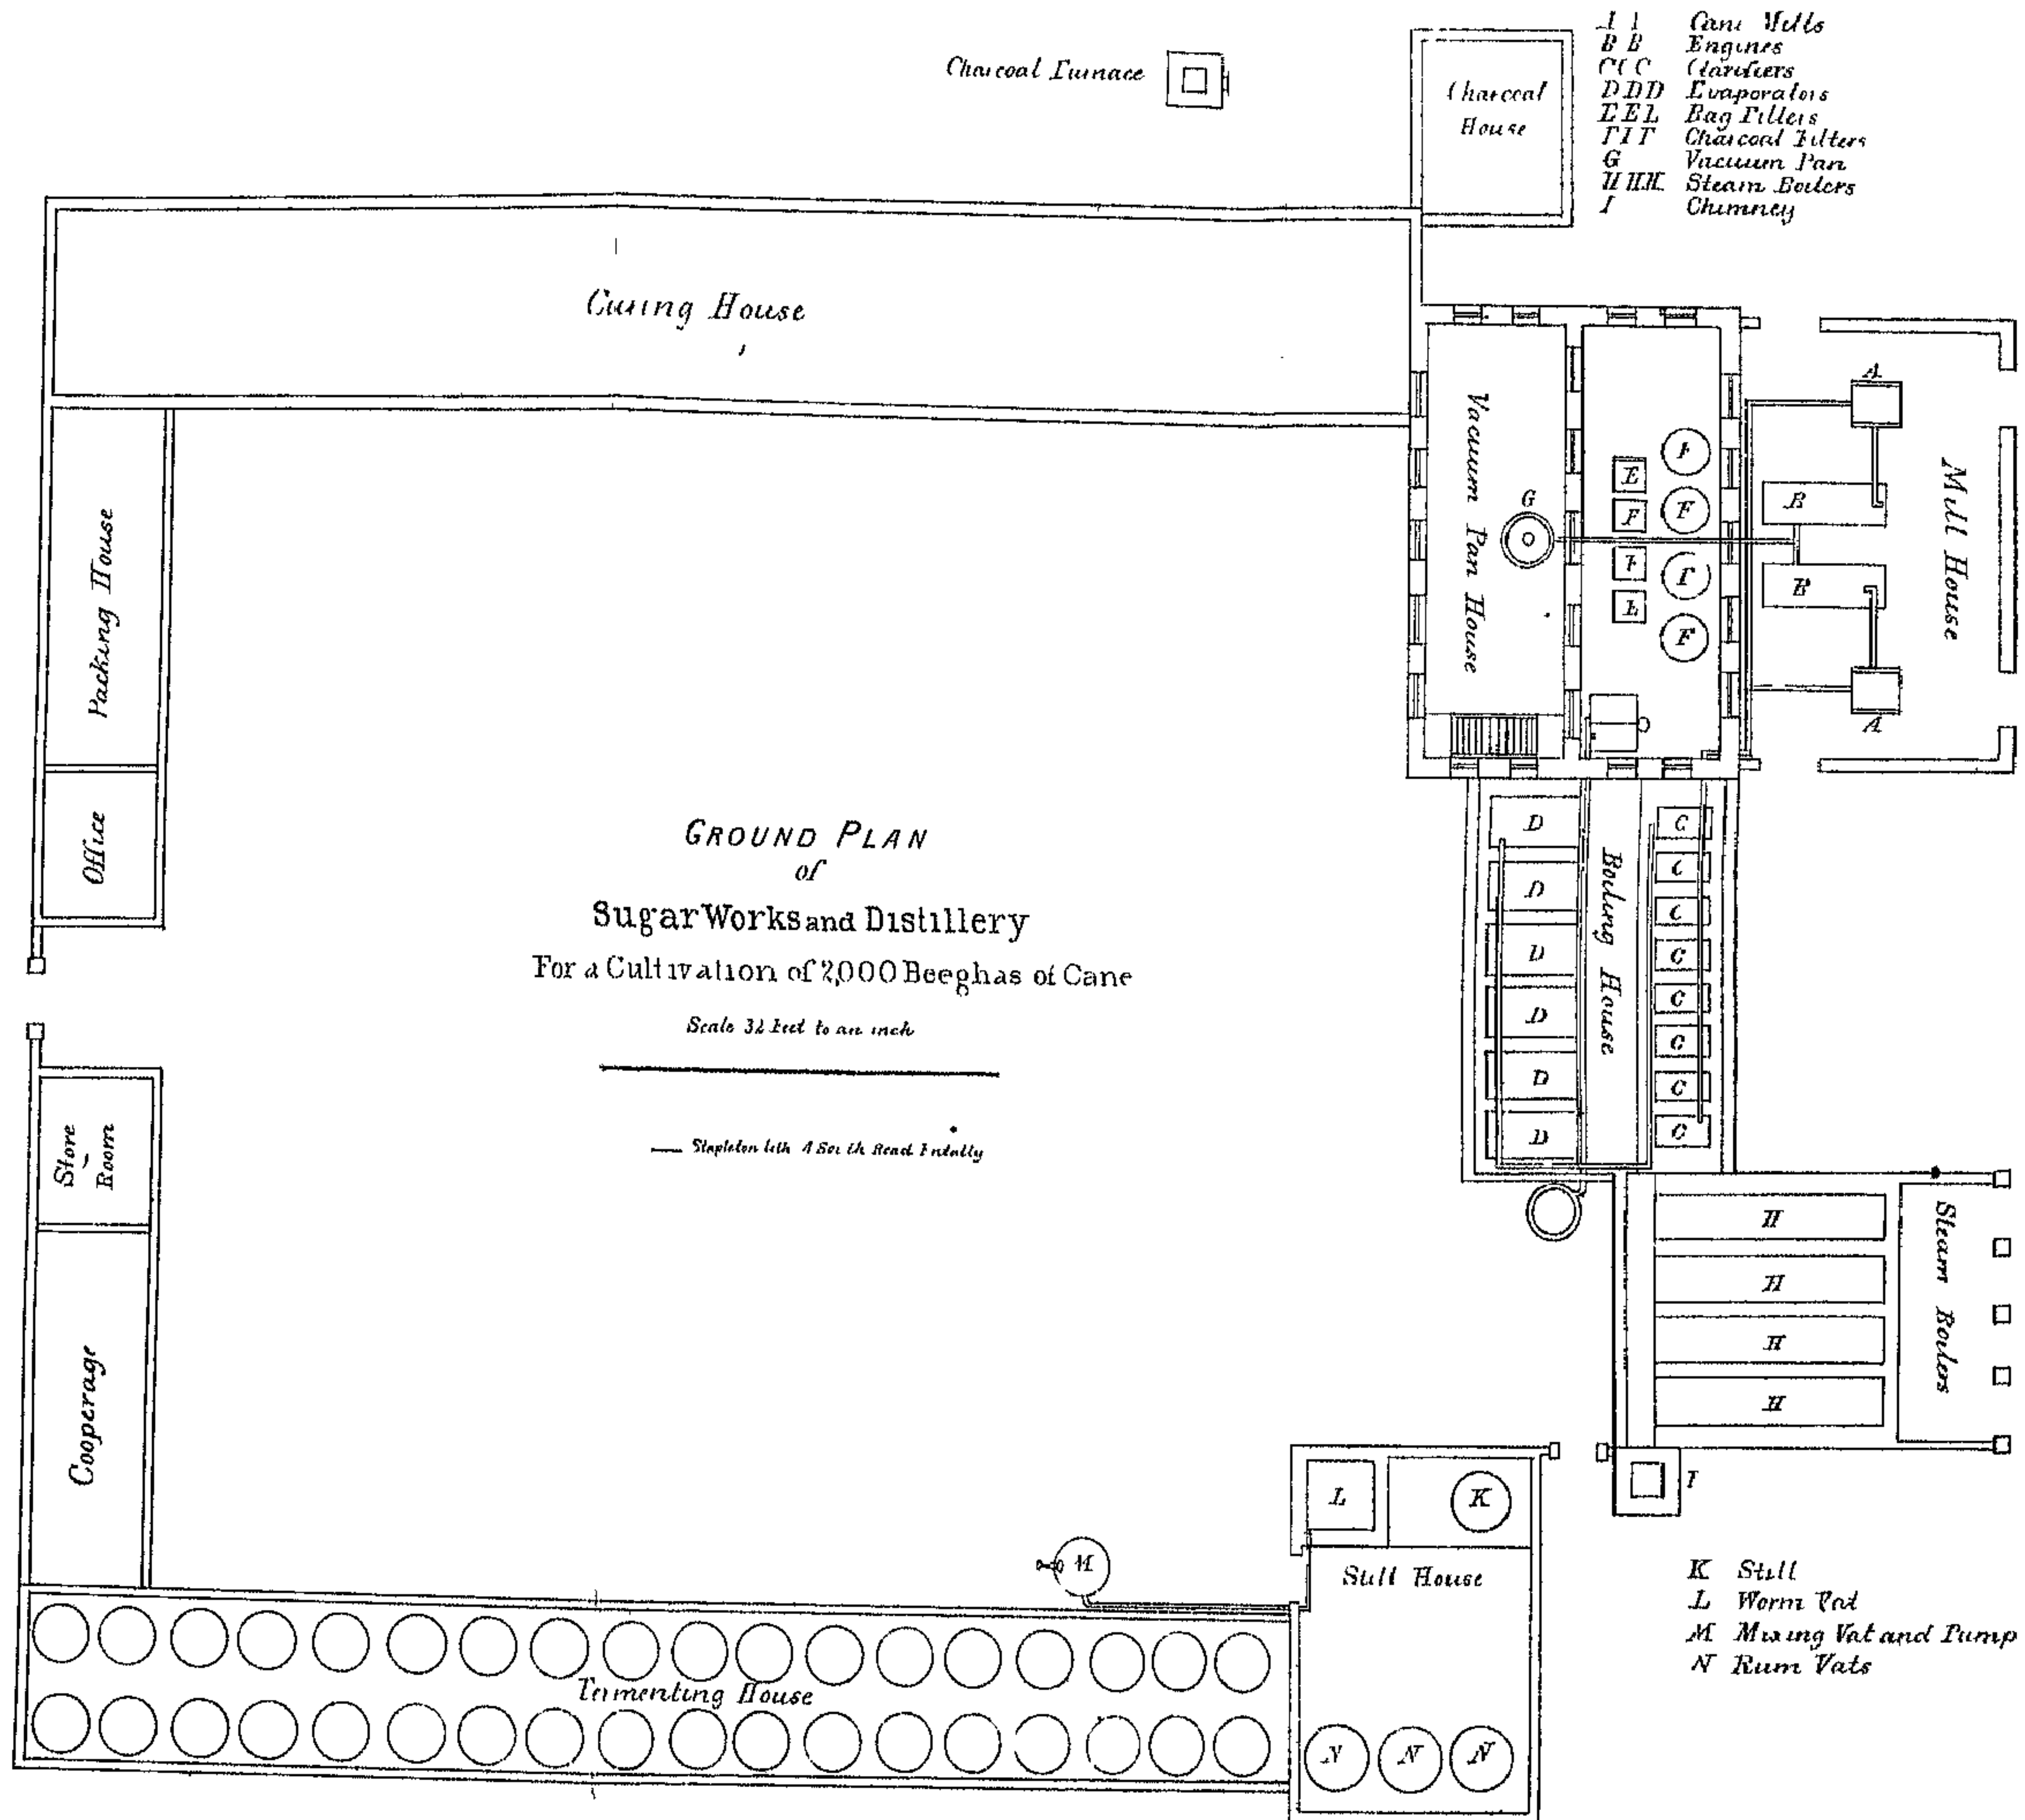 Charcoal Furnace
Charcoal
House
A A Cane Mills
B B Engines
C C C Clarifiers
D D D Evaporators
E E E Bag Filters
F F F Charcoal Filters
G Vacuum Pan
H H H Steam Boilers
I Chimney
Curing House
Vacuum Pan House
G
E
F
F
F
F
A
B
B
A
Mill House
Packing House
Office
GROUND PLAN
of
Sugar Works and Distillery
For a Cultivation of 2,000 Beeghas of Cane
Scale 32 Feet to an inch
Stapleton lith
D
D
D
D
D
D
Boiling House
C
C
C
C
C
C
C
C
Store
Room
Cooperage
H
H
H
H
Steam Boilers
I
L
K
M
Still House
Fermenting House
N
N
N
K Still
L Worm Vat
M Mixing Vat and Pump
N Rum Vats